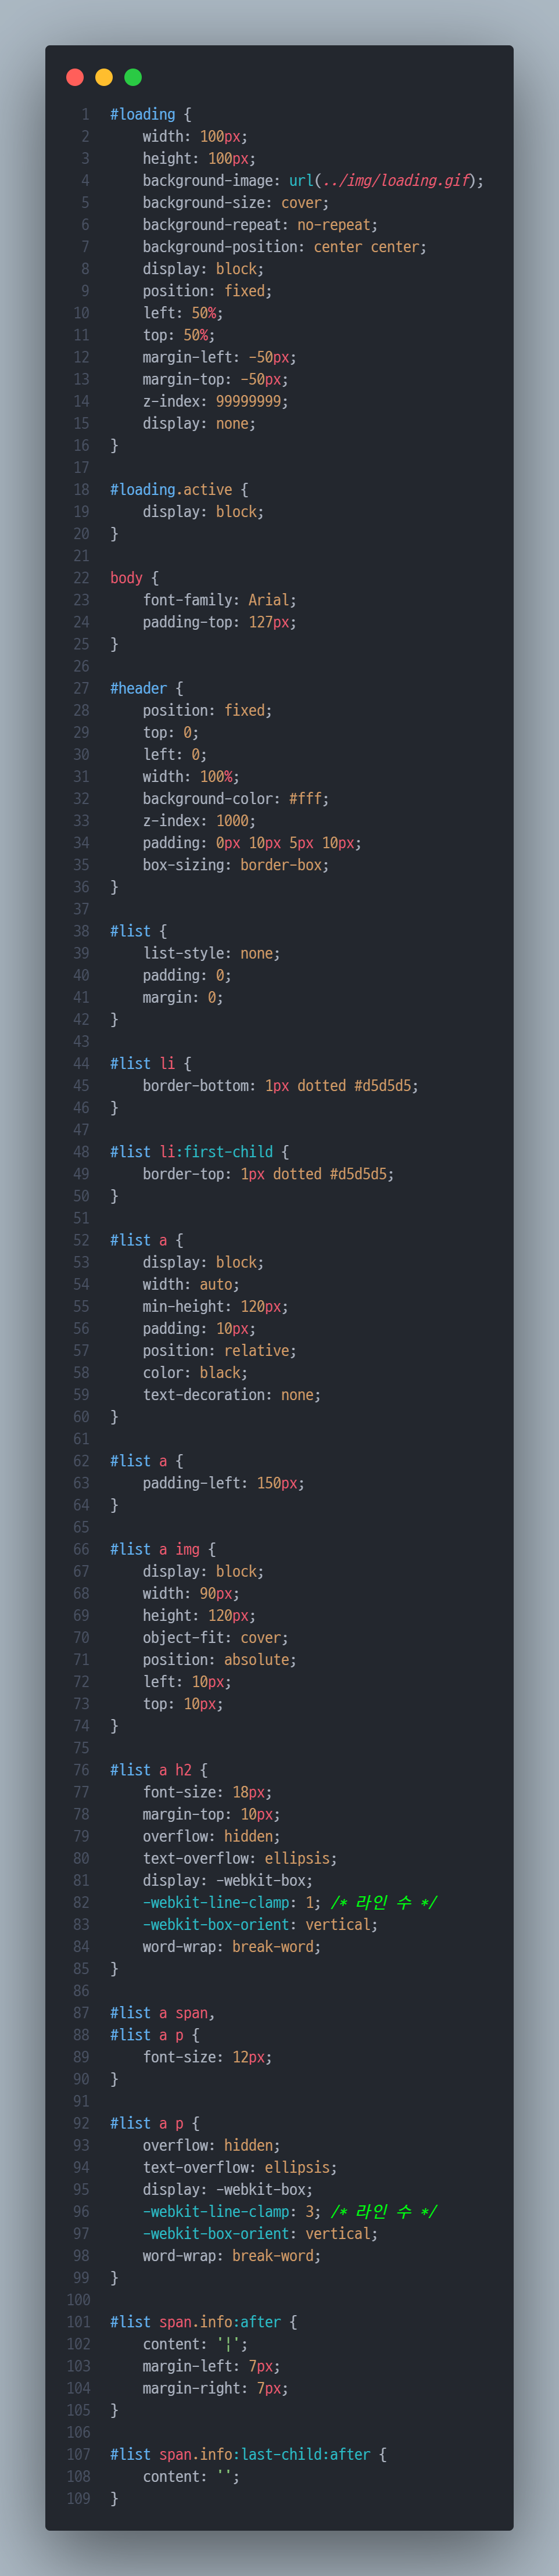 1 #loading {
2 width: 100px;
3 height: 100px;
4 background-image: url(../img/loading.gif);
5 background-size: cover;
6 background-repeat: no-repeat;
7 background-position: center center;
8 display: block;
9 position: fixed;
10 left: 50%;
11 top: 50%;
12 margin-left: -50px;
13 margin-top: -50px;
14 z-index: 99999999;
15 display: none;
16 }
17
18 #loading.active {
19 display: block;
20 }
21
22 body {
23 font-family: Arial;
24 padding-top: 127px;
25 }
26
27 #header {
28 position: fixed;
29 top: 0;
30 left: 0;
31 width: 100%;
32 background-color: #fff;
33 z-index: 1000;
34 padding: 0px 10px 5px 10px;
35 box-sizing: border-box;
36 }
37
38 #list {
39 list-style: none;
40 padding: 0;
41 margin: 0;
42 }
43
44 #list li {
45 border-bottom: 1px dotted #d5d5d5;
46 }
47
48 #list li:first-child {
49 border-top: 1px dotted #d5d5d5;
50 }
51
52 #list a {
53 display: block;
54 width: auto;
55 min-height: 120px;
56 padding: 10px;
57 position: relative;
58 color: black;
59 text-decoration: none;
60 }
61
62 #list a {
63 padding-left: 150px;
64 }
65
66 #list a img {
67 display: block;
68 width: 90px;
69 height: 120px;
70 object-fit: cover;
71 position: absolute;
72 left: 10px;
73 top: 10px;
74 }
75
76 #list a h2 {
77 font-size: 18px;
78 margin-top: 10px;
79 overflow: hidden;
80 text-overflow: ellipsis;
81 display: -webkit-box;
82 -webkit-line-clamp: 1; /* 라인 수 */
83 -webkit-box-orient: vertical;
84 word-wrap: break-word;
85 }
86
87 #list a span,
88 #list a p {
89 font-size: 12px;
90 }
91
92 #list a p {
93 overflow: hidden;
94 text-overflow: ellipsis;
95 display: -webkit-box;
96 -webkit-line-clamp: 3; /* 라인 수 */
97 -webkit-box-orient: vertical;
98 word-wrap: break-word;
99 }
100
101 #list span.info:after {
102 content: '¦';
103 margin-left: 7px;
104 margin-right: 7px;
105 }
106
107 #list span.info:last-child:after {
108 content: '';
109 }